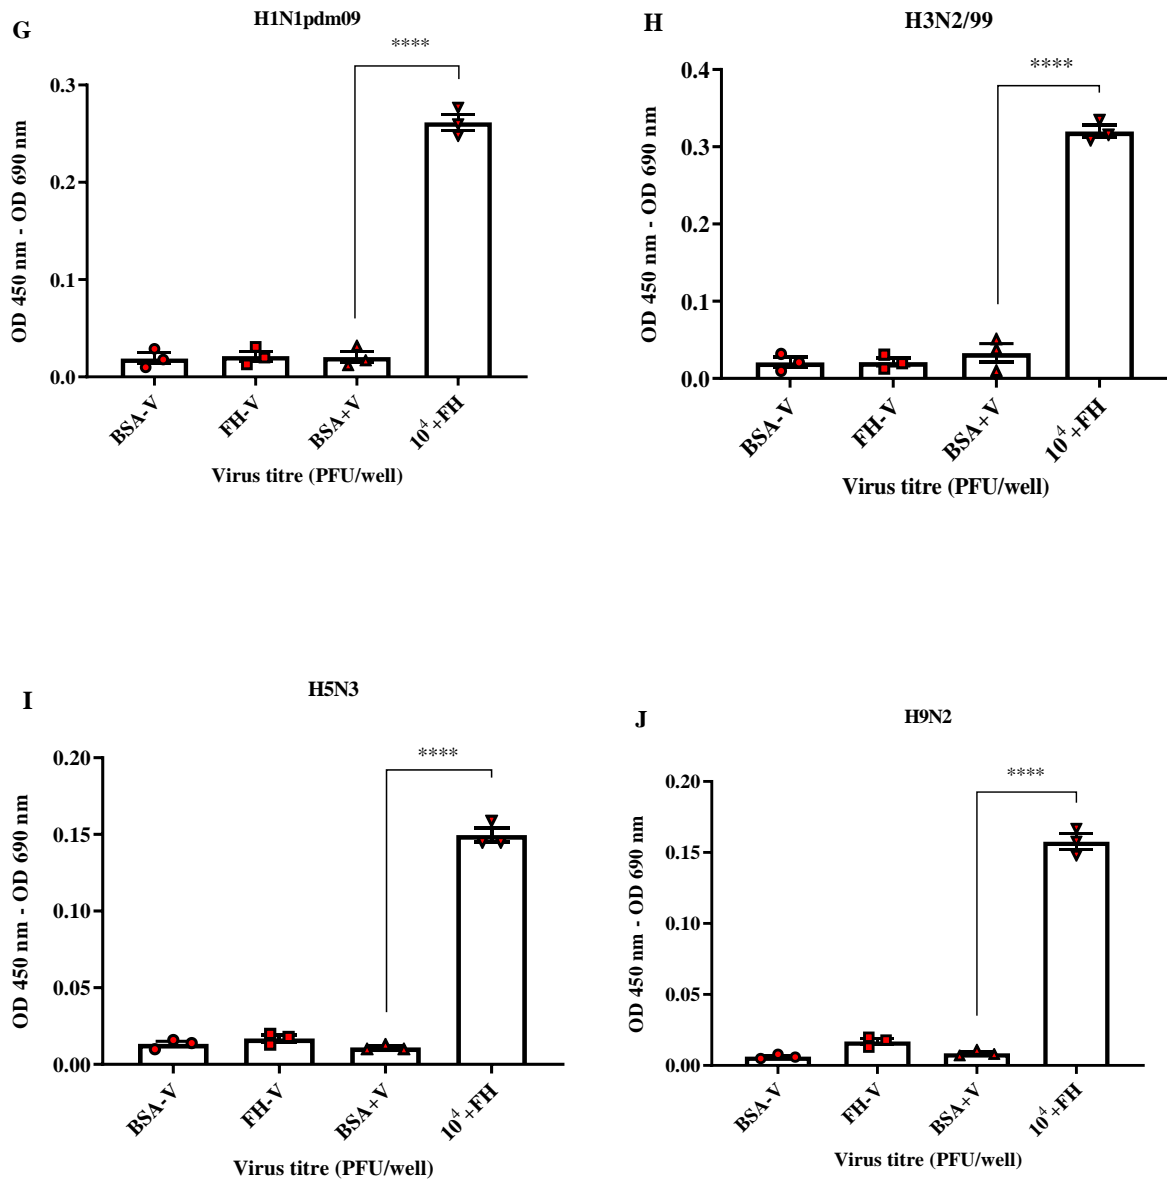 G
H1N1pdm09
****
OD 450 nm - OD 690 nm
0.3
0.2
0.1
0.0
BSA-V
FH-V
BSA+V
10⁴+FH
Virus titre (PFU/well)
H
H3N2/99
****
OD 450 nm - OD 690 nm
0.4
0.3
0.2
0.1
0.0
BSA-V
FH-V
BSA+V
10⁴+FH
Virus titre (PFU/well)
I
H5N3
****
OD 450 nm - OD 690 nm
0.20
0.15
0.10
0.05
0.00
BSA-V
FH-V
BSA+V
10⁴+FH
Virus titre (PFU/well)
J
H9N2
****
OD 450 nm - OD 690 nm
0.20
0.15
0.10
0.05
0.00
BSA-V
FH-V
BSA+V
10⁴+FH
Virus titre (PFU/well)